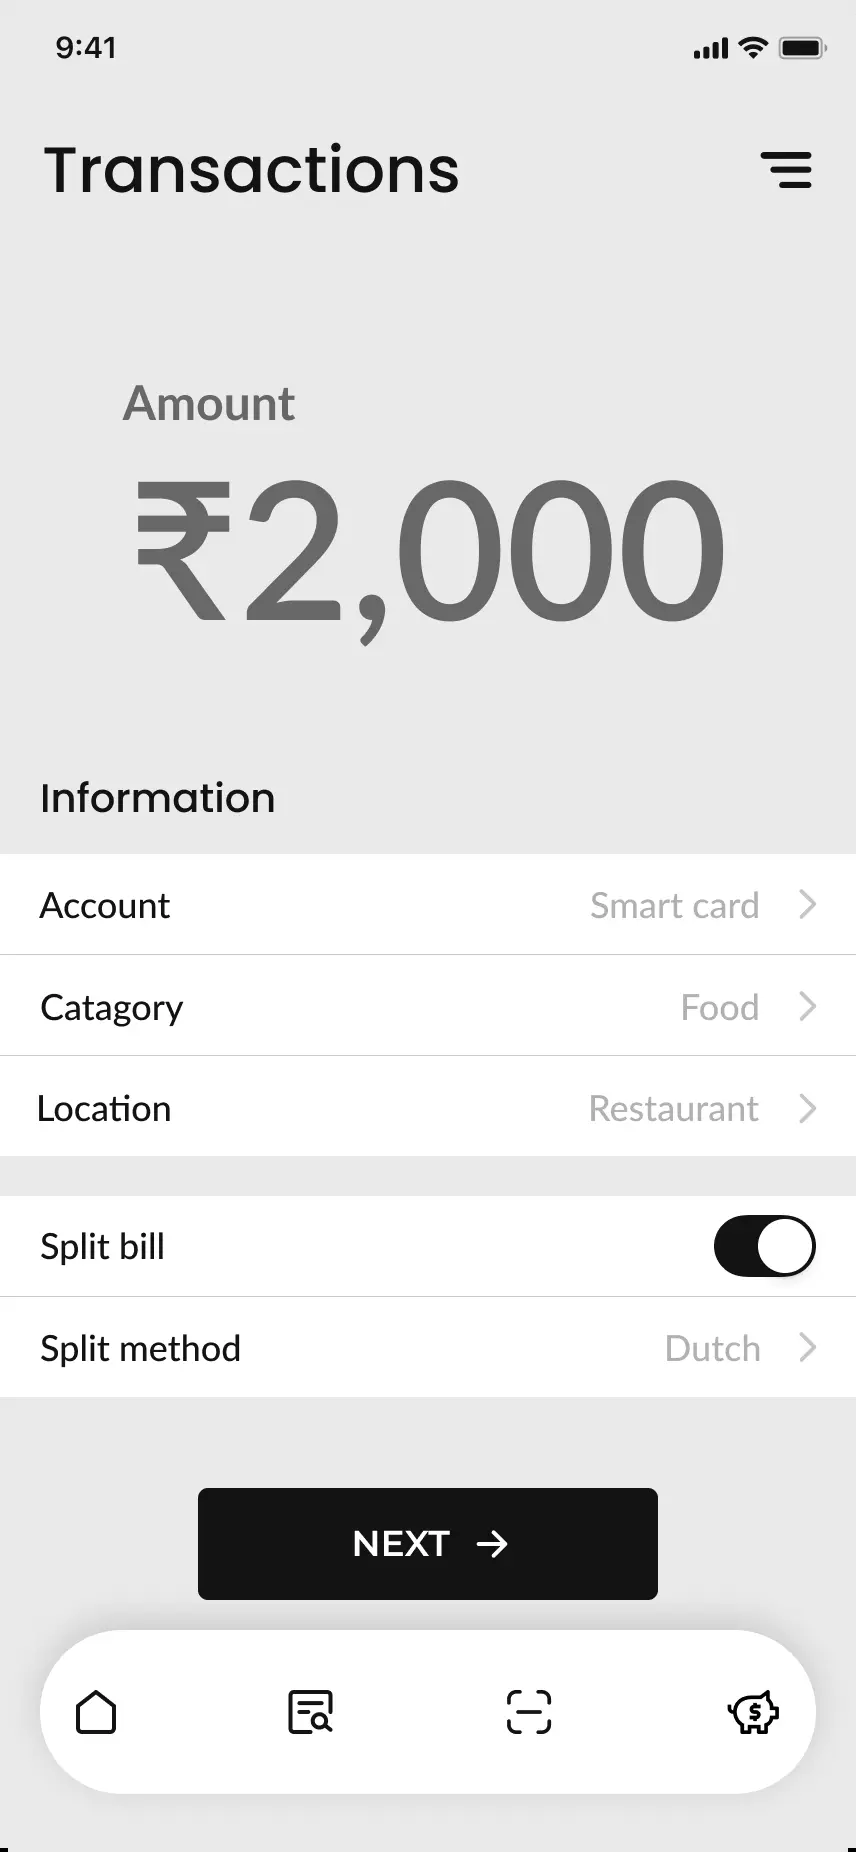 9:41
Transactions
Amount
₹2,000
Information
Account Smart card
Catagory Food
Location Restaurant
Split bill
Split method Dutch
NEXT →
$